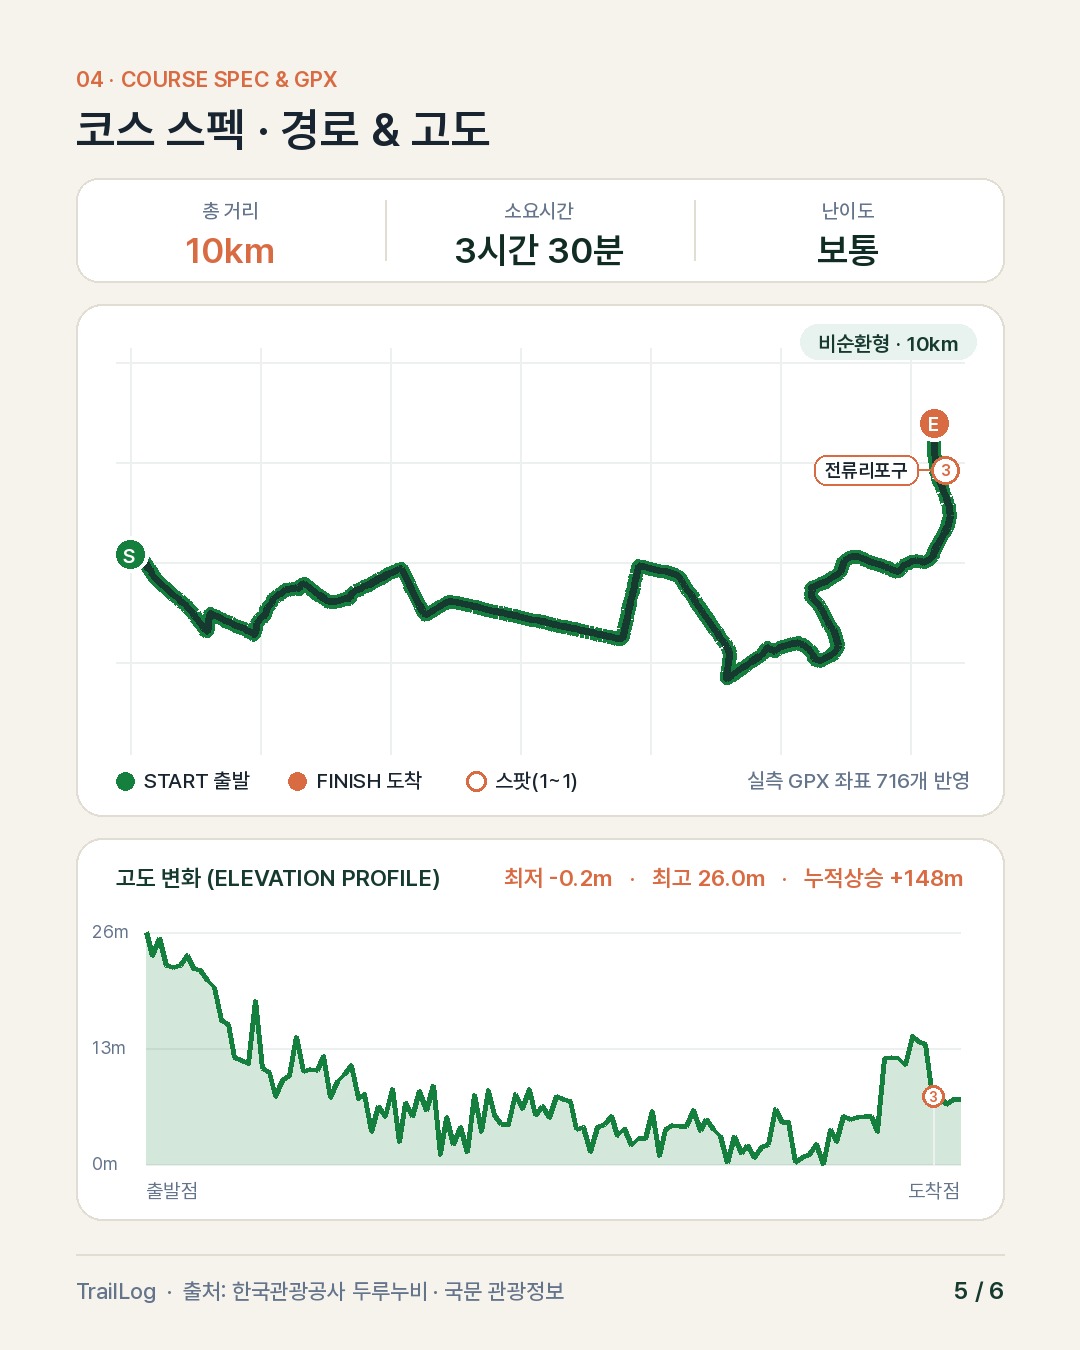 04 · COURSE SPEC & GPX
코스 스펙 · 경로 & 고도
총 거리
10km
소요시간
3시간 30분
난이도
보통
비순환형 · 10km
E
전류리포구
3
S
START 출발
FINISH 도착
스팟(1~1)
실측 GPX 좌표 716개 반영
고도 변화 (ELEVATION PROFILE)
최저 -0.2m · 최고 26.0m · 누적상승 +148m
26m
13m
3
0m
출발점
도착점
TrailLog · 출처: 한국관광공사 두루누비 · 국문 관광정보
5 / 6